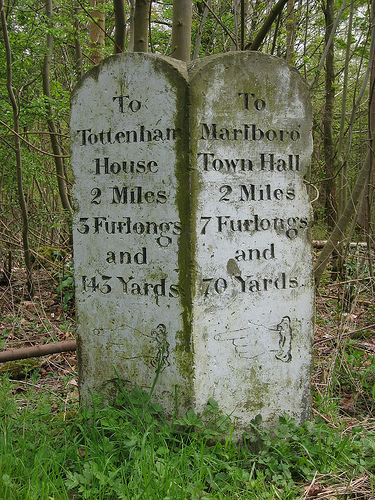 To
Tottenham
House
2 Miles
3 Furlongs
and
143 Yards
To
Marlboro
Town Hall
2 Miles
7 Furlongs
and
70 Yards.